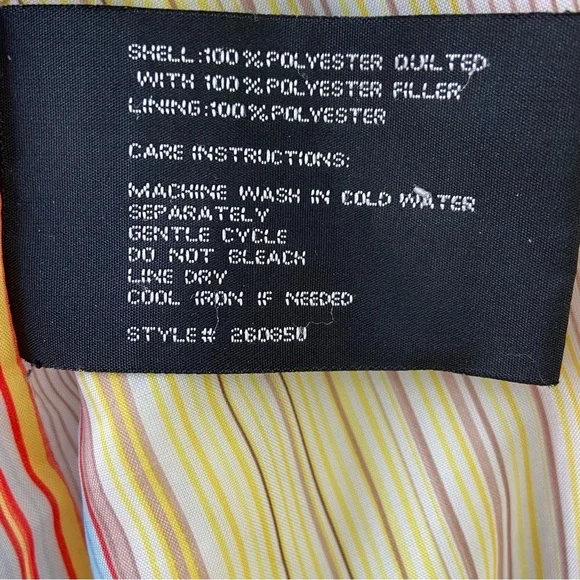 SHELL:100%POLYESTER QUILTED
WITH 100%POLYESTER FILLER
LINING:100%POLYESTER
CARE INSTRUCTIONS:
MACHINE WASH IN COLD WATER
SEPARATELY
GENTLE CYCLE
DO NOT BLEACH
LINE DRY
COOL IRON IF NEEDED
STYLE# 26085W